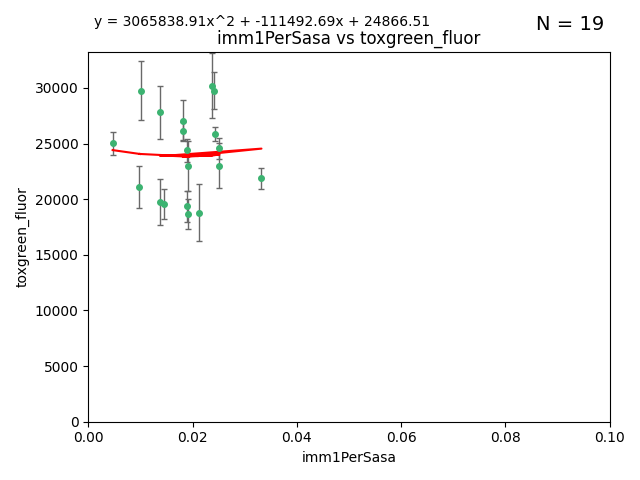 y = 3065838.91x^2 + -111492.69x + 24866.51
N = 19
imm1PerSasa vs toxgreen_fluor
30000
25000
20000
15000
10000
5000
0
toxgreen_fluor
0.00 0.02 0.04 0.06 0.08 0.10
imm1PerSasa